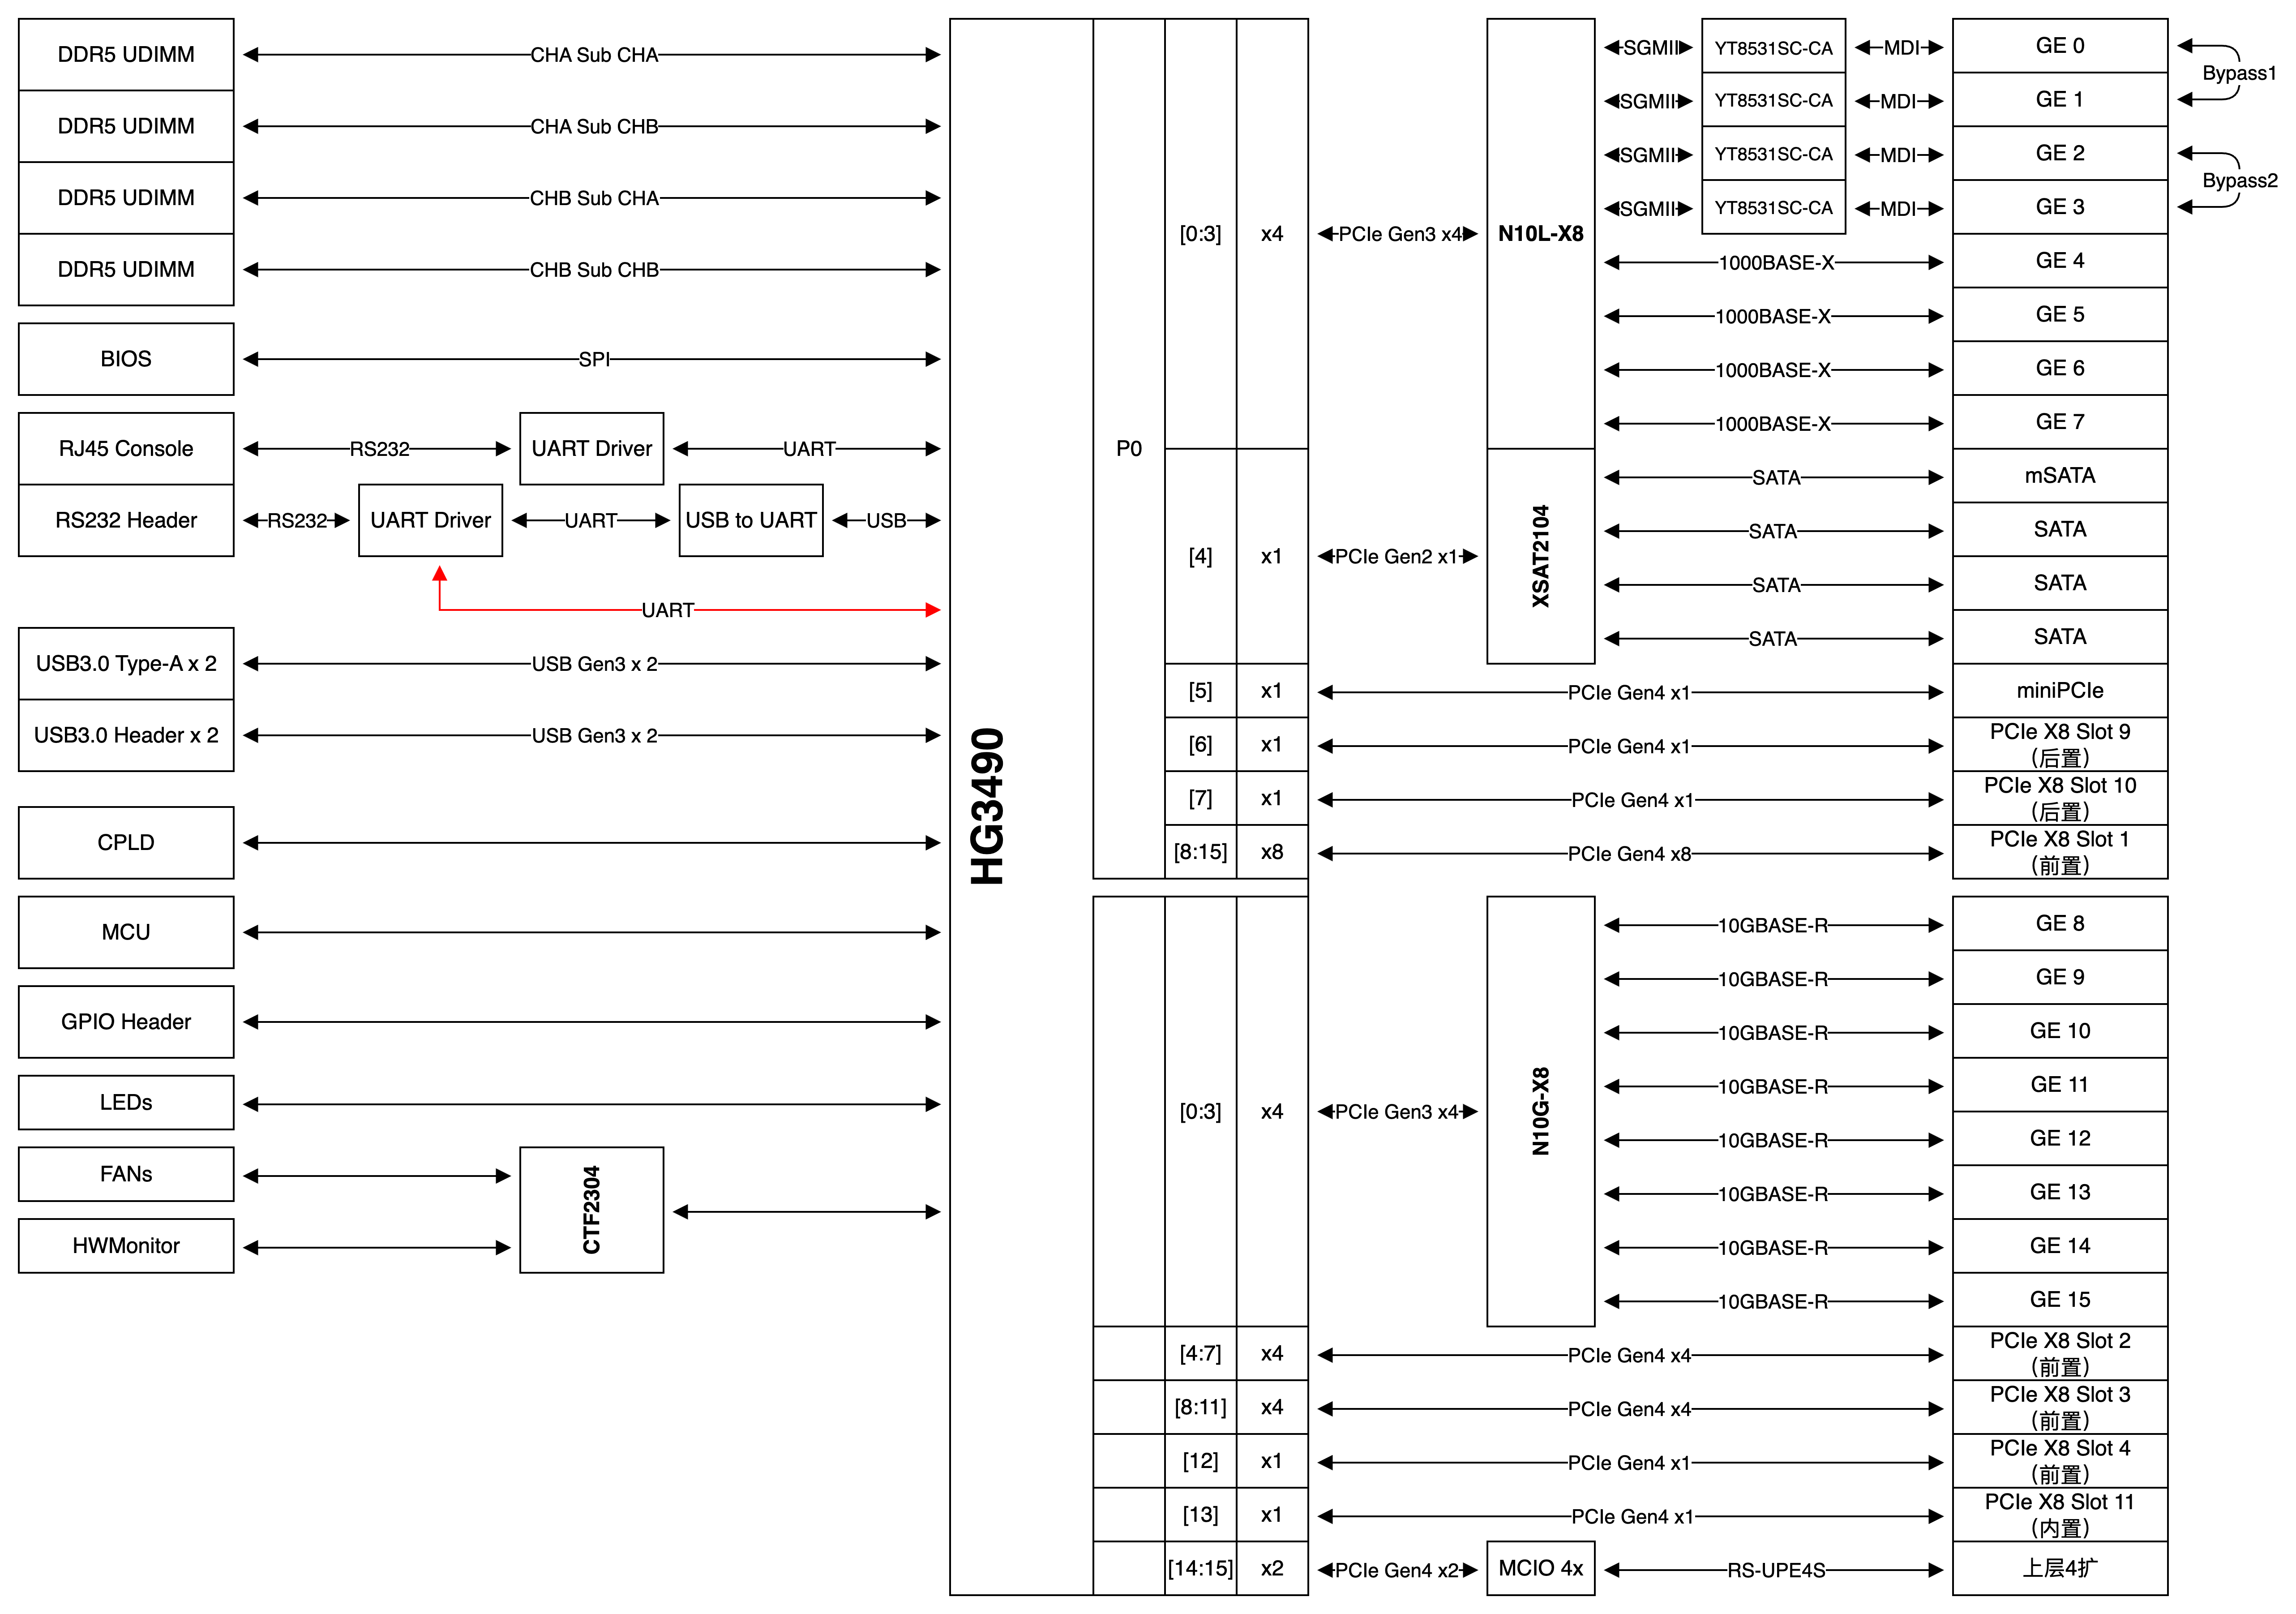 DDR5 UDIMM
CHA Sub CHA
DDR5 UDIMM
CHA Sub CHB
DDR5 UDIMM
CHB Sub CHA
DDR5 UDIMM
CHB Sub CHB
BIOS
SPI
RJ45 Console
RS232
UART Driver
UART
RS232 Header
RS232
UART Driver
UART
USB to UART
USB
UART
USB3.0 Type-A x 2
USB Gen3 x 2
USB3.0 Header x 2
USB Gen3 x 2
CPLD
MCU
GPIO Header
LEDs
FANs
HWMonitor
CTF2304
HG3490
P0
[0:3]
x4
PCIe Gen3 x4
N10L-X8
SGMII
YT8531SC-CA
MDI
GE 0
SGMII
YT8531SC-CA
MDI
GE 1
Bypass1
SGMII
YT8531SC-CA
MDI
GE 2
SGMII
YT8531SC-CA
MDI
GE 3
Bypass2
1000BASE-X
GE 4
1000BASE-X
GE 5
1000BASE-X
GE 6
1000BASE-X
GE 7
[4]
x1
PCIe Gen2 x1
XSAT2104
SATA
mSATA
SATA
SATA
SATA
SATA
SATA
SATA
[5]
x1
PCIe Gen4 x1
miniPCIe
[6]
x1
PCIe Gen4 x1
PCIe X8 Slot 9
（后置）
[7]
x1
PCIe Gen4 x1
PCIe X8 Slot 10
（后置）
[8:15]
x8
PCIe Gen4 x8
PCIe X8 Slot 1
（前置）
[0:3]
x4
PCIe Gen3 x4
N10G-X8
10GBASE-R
GE 8
10GBASE-R
GE 9
10GBASE-R
GE 10
10GBASE-R
GE 11
10GBASE-R
GE 12
10GBASE-R
GE 13
10GBASE-R
GE 14
10GBASE-R
GE 15
[4:7]
x4
PCIe Gen4 x4
PCIe X8 Slot 2
（前置）
[8:11]
x4
PCIe Gen4 x4
PCIe X8 Slot 3
（前置）
[12]
x1
PCIe Gen4 x1
PCIe X8 Slot 4
（前置）
[13]
x1
PCIe Gen4 x1
PCIe X8 Slot 11
（内置）
[14:15]
x2
PCIe Gen4 x2
MCIO 4x
RS-UPE4S
上层4扩